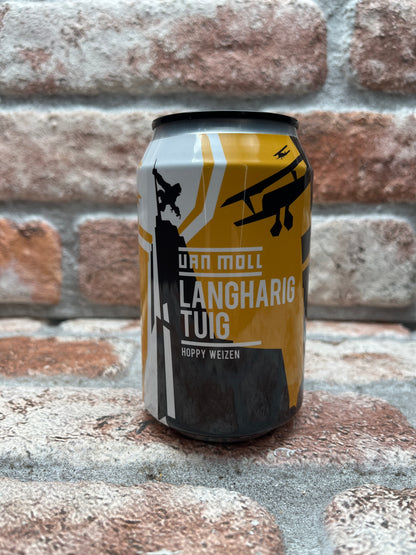 VAN MOLL
LANGHARIG
TUIG
HOPPY WEIZEN